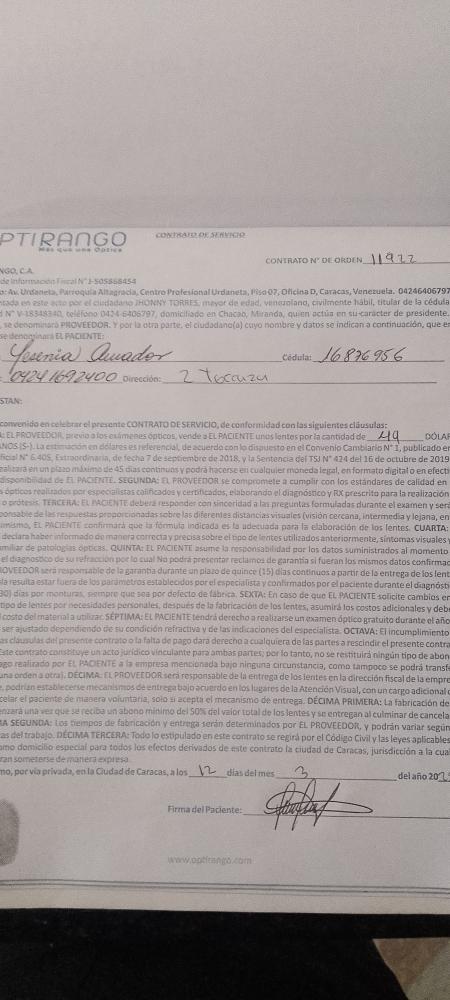 PTIRANGO
Más que una Óptica
CONTRATO DE SERVICIO
CONTRATO N° DE ORDEN 11922
NGO, C.A.
de Información Fiscal N° J-505868454
o: Av. Urdaneta, Parroquia Altagracia, Centro Profesional Urdaneta, Piso 07, Oficina D, Caracas, Venezuela. 04246406797
ntada en este acto por el ciudadano JHONNY TORRES, mayor de edad, venezolano, civilmente hábil, titular de la cédula
d N° V-18348340, teléfono 0424-6406797, domiciliado en Chacao, Miranda, quien actúa en su carácter de presidente.
, se denominará PROVEEDOR. Y por la parte, el ciudadano(a) cuyo nombre y datos se indican a continuación, que en
se denominará EL PACIENTE:
Yesenia Amador Cédula: 16876956
04241692400 Dirección: 2
STAN:
convenido en celebrar el presente CONTRATO DE SERVICIO, de conformidad con las siguientes cláusulas:
: EL PROVEEDOR, previo a los exámenes ópticos, vende a EL PACIENTE unos lentes por la cantidad de 49 DÓLAR
ANOS ($-). La estimación en dólares es referencial, de acuerdo con lo dispuesto en el Convenio Cambiario N° 1, publicado en
ficial N° 6.405, Extraordinaria, de fecha 7 de septiembre de 2018, y la Sentencia del TSJ N° 424 del 16 de octubre de 2019
ealizará en un plazo máximo de 45 días continuos y podrá hacerse en cualquier moneda legal, en formato digital o en efecti
disponibilidad de EL PACIENTE. SEGUNDA: EL PROVEEDOR se compromete a cumplir con los estándares de calidad en
s ópticos realizados por especialistas calificados y certificados, elaborando el diagnóstico y RX prescrito para la realización
o prótesis. TERCERA: EL PACIENTE deberá responder con sinceridad a las preguntas formuladas durante el examen y será
ponsable de las respuestas proporcionadas sobre las diferentes distancias visuales (visión cercana, intermedia y lejana, en
imismo, EL PACIENTE confirmará que la fórmula indicada es la adecuada para la elaboración de los lentes. CUARTA:
declara haber informado de manera correcta y precisa sobre el tipo de lentes utilizados anteriormente, síntomas visuales y
amiliar de patologías ópticas. QUINTA: EL PACIENTE asume la responsabilidad por los datos suministrados al momento
el diagnóstico de su refracción por lo cual No podrá presentar reclamos de garantía si fueran los mismos datos confirmad
OVEEDOR será responsable de la garantía durante un plazo de quince (15) días continuos a partir de la entrega de los lent
la resulta estar fuera de los parámetros establecidos por el especialista y confirmados por el paciente durante el diagnósti
30) días por monturas, siempre que sea por defecto de fábrica. SEXTA: En caso de que EL PACIENTE solicite cambios en
tipo de lentes por necesidades personales, después de la fabricación de los lentes, asumirá los costos adicionales y debe
l costo del material a utilizar. SÉPTIMA: EL PACIENTE tendrá derecho a realizarse un examen óptico gratuito durante el año
ser ajustado dependiendo de su condición refractiva y de las indicaciones del especialista. OCTAVA: El incumplimiento
as cláusulas del presente contrato o la falta de pago dará derecho a cualquiera de las partes a rescindir el presente contra
Este contrato constituye un acto jurídico vinculante para ambas partes; por lo tanto, no se restituirá ningún tipo de abon
ago realizado por EL PACIENTE a la empresa mencionada bajo ninguna circunstancia, como tampoco se podrá transfe
una orden a otra). DÉCIMA: EL PROVEEDOR será responsable de la entrega de los lentes en la dirección fiscal de la empre
, podrían establecerse mecanismos de entrega bajo acuerdo en los lugares de la Atención Visual, con un cargo adicional q
celar el paciente de manera voluntaria, solo si acepta el mecanismo de entrega. DÉCIMA PRIMERA: La fabricación de
enzará una vez que se reciba un abono mínimo del 50% del valor total de los lentes y se entregan al culminar de cancela
MA SEGUNDA: Los tiempos de fabricación y entrega serán determinados por EL PROVEEDOR, y podrán variar según
as del trabajo. DÉCIMA TERCERA: Todo lo estipulado en este contrato se regirá por el Código Civil y las leyes aplicables
omo domicilio especial para todos los efectos derivados de este contrato la ciudad de Caracas, jurisdicción a la cual
ran someterse de manera expresa.
mo, por vía privada, en la Ciudad de Caracas, a los 12 días del mes 3 del año 202
Firma del Paciente:
www.optirango.com